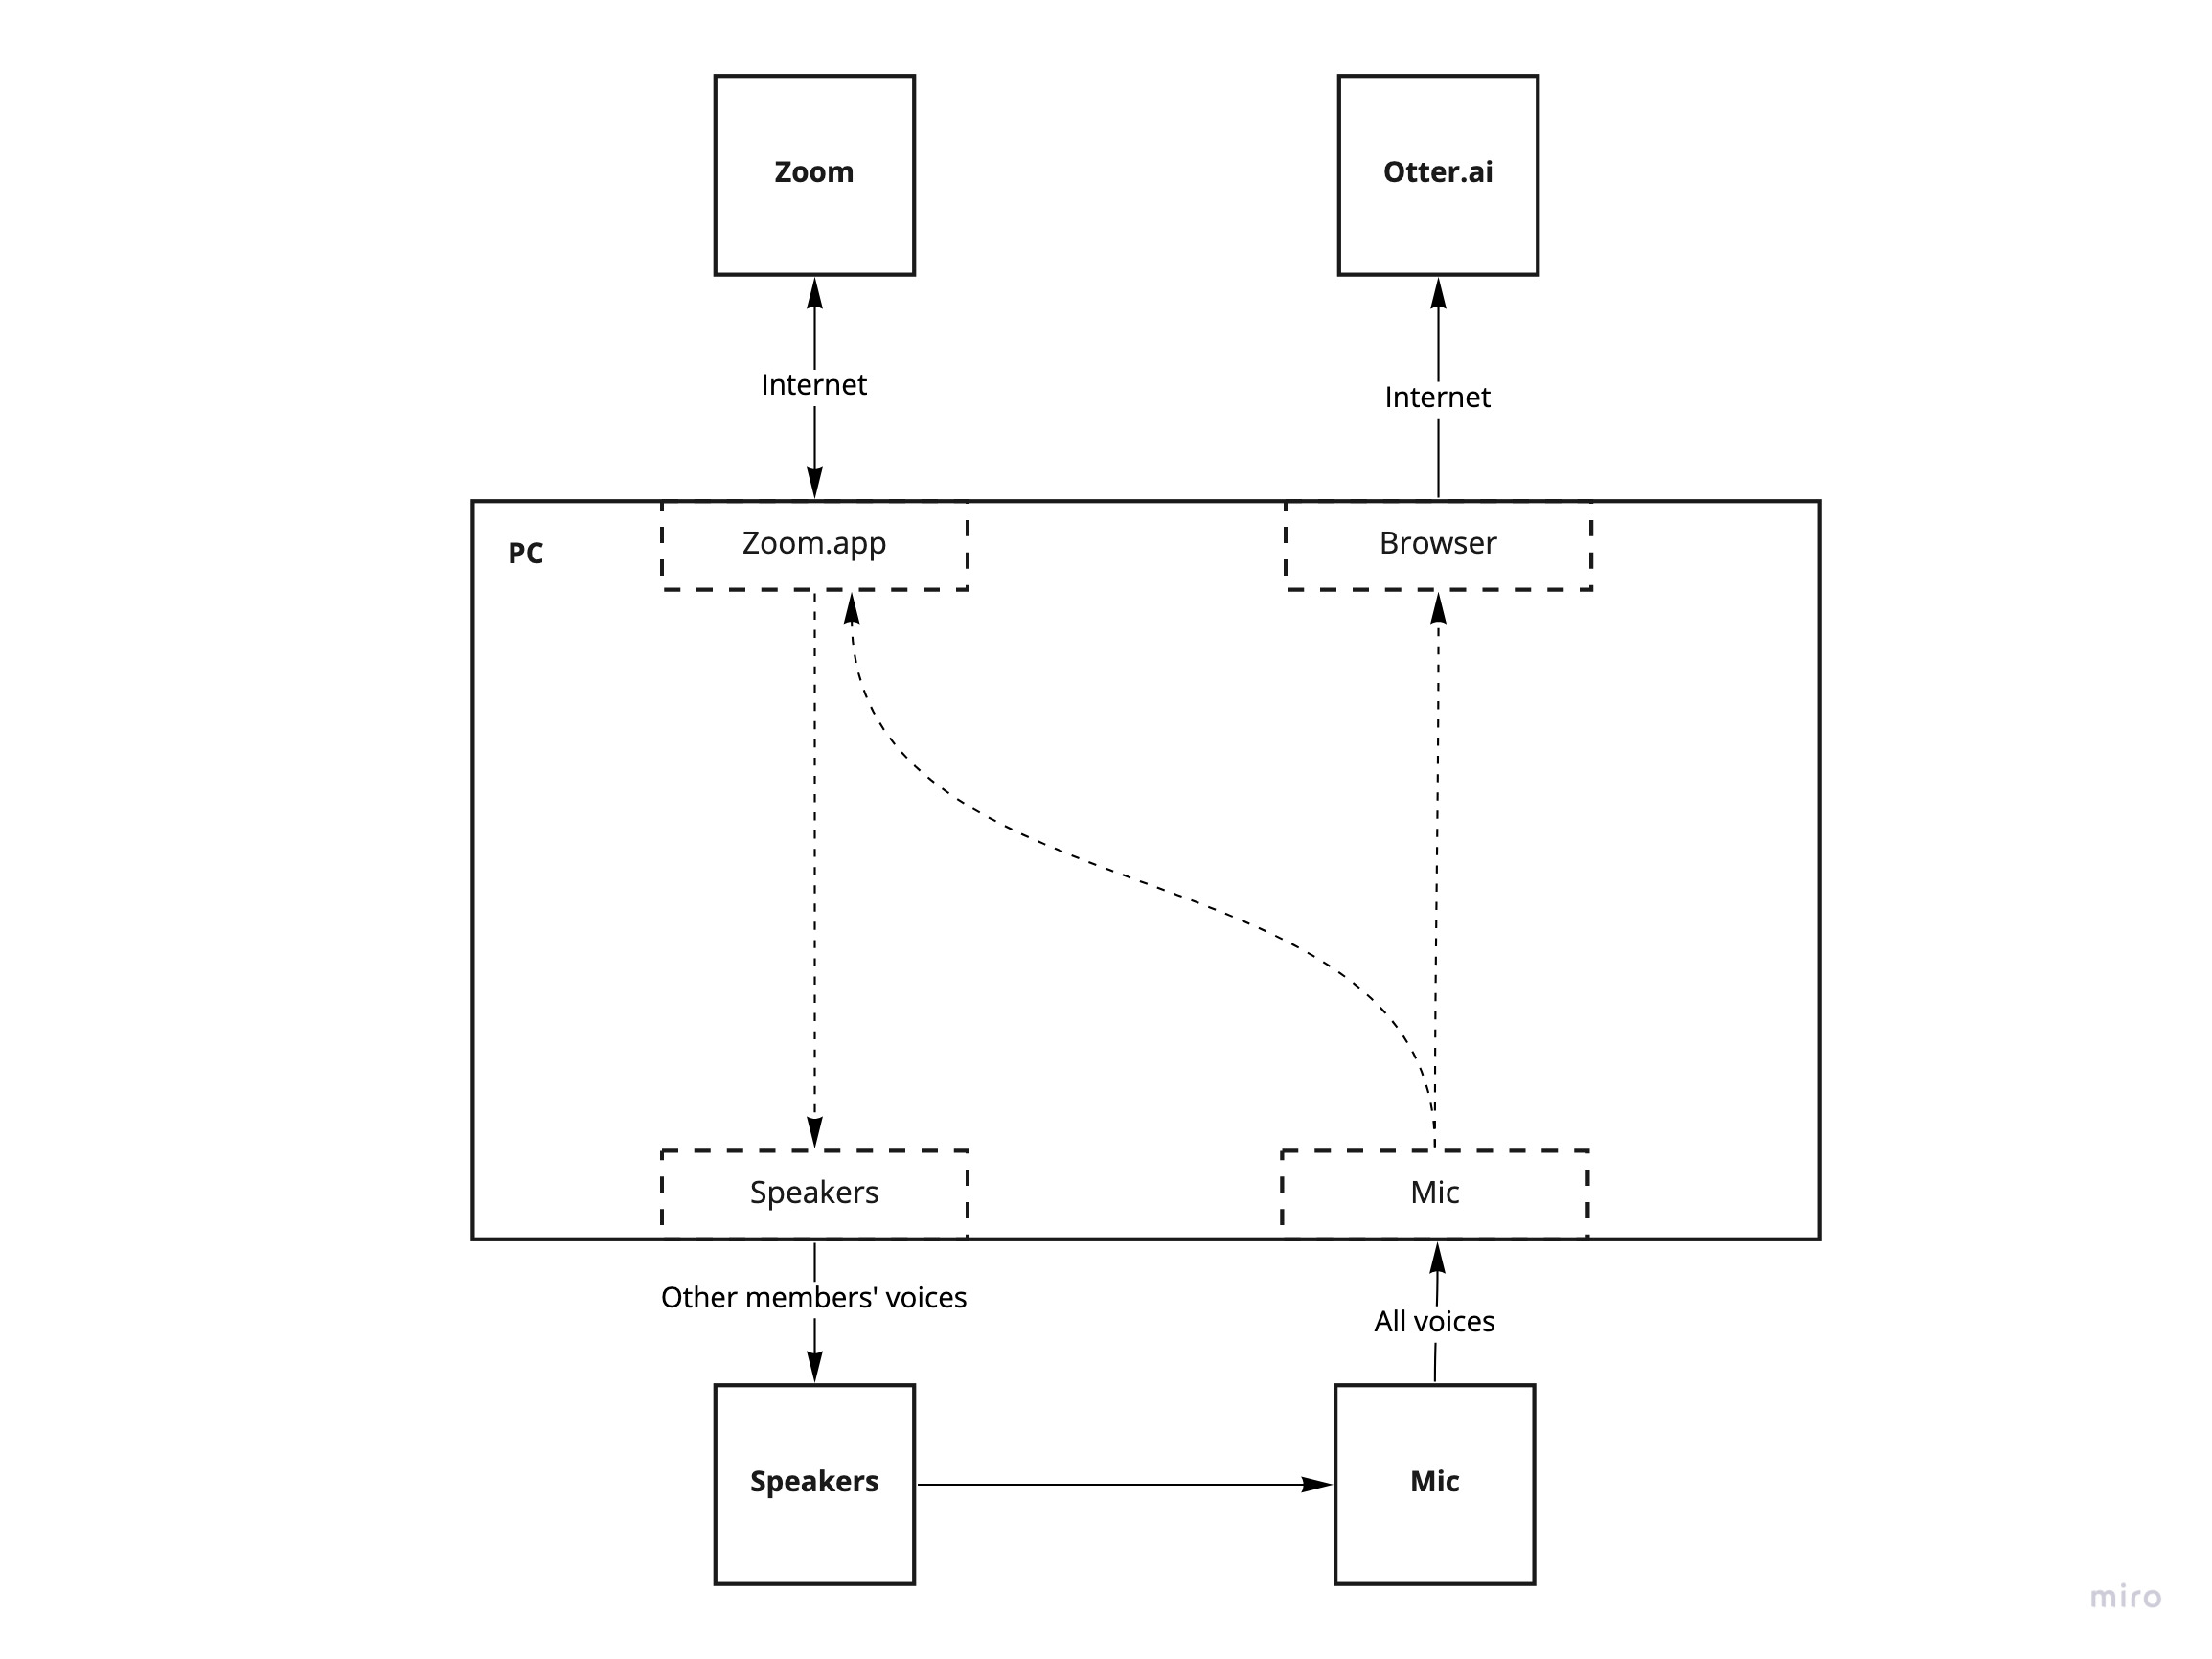 Zoom
Otter.ai
Internet
Internet
PC
Zoom.app
Browser
Speakers
Mic
Other members' voices
All voices
Speakers
Mic
miro